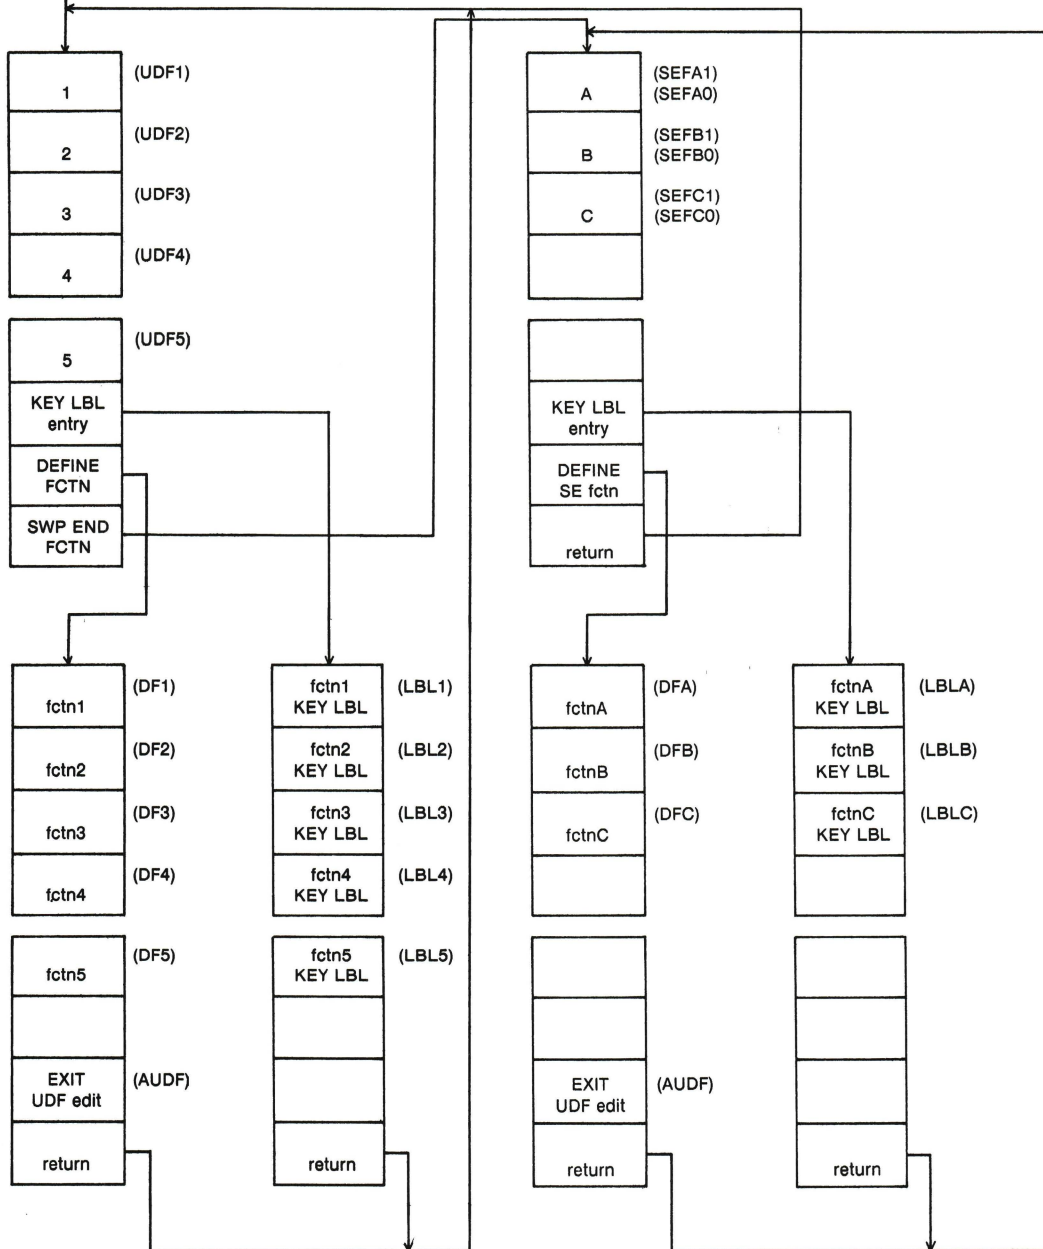 1
(UDF1)
2
(UDF2)
3
(UDF3)
4
(UDF4)
5
(UDF5)
KEY LBL
entry
DEFINE
FCTN
SWP END
FCTN
A
(SEFA1)
(SEFA0)
B
(SEFB1)
(SEFB0)
C
(SEFC1)
(SEFC0)
KEY LBL
entry
DEFINE
SE fctn
return
fctn1
(DF1)
fctn2
(DF2)
fctn3
(DF3)
fctn4
(DF4)
fctn5
(DF5)
EXIT
UDF edit
(AUDF)
return
fctn1
KEY LBL
(LBL1)
fctn2
KEY LBL
(LBL2)
fctn3
KEY LBL
(LBL3)
fctn4
KEY LBL
(LBL4)
fctn5
KEY LBL
(LBL5)
return
fctnA
(DFA)
fctnB
(DFB)
fctnC
(DFC)
EXIT
UDF edit
(AUDF)
return
fctnA
KEY LBL
(LBLA)
fctnB
KEY LBL
(LBLB)
fctnC
KEY LBL
(LBLC)
return